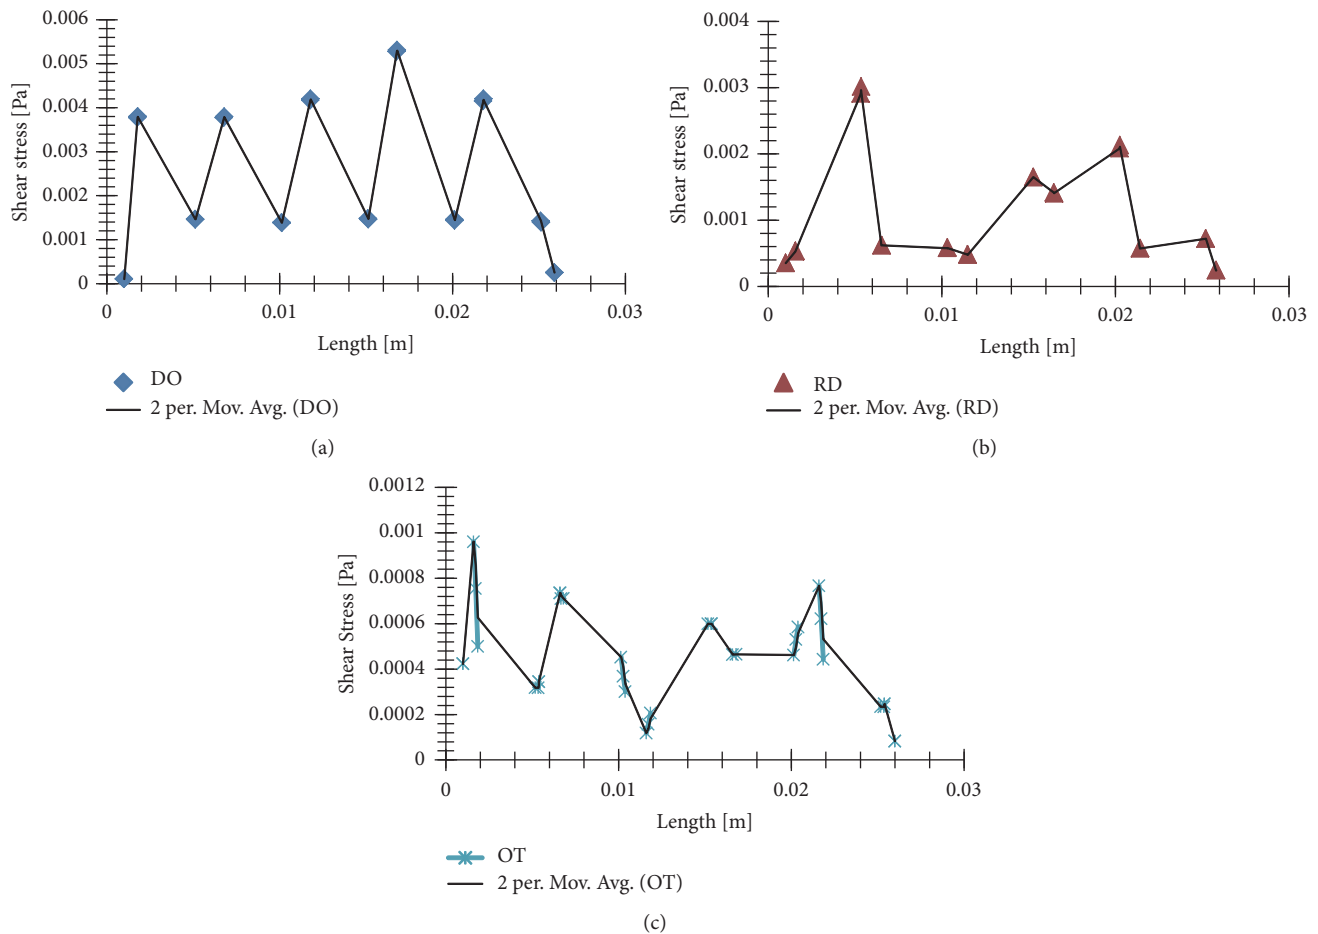 0.006
0.005
0.004
0.003
0.002
0.001
0
Shear stress [Pa]
0 0.01 0.02 0.03
Length [m]
DO
2 per. Mov. Avg. (DO)
(a)
0.004
0.003
0.002
0.001
0
Shear stress [Pa]
0 0.01 0.02 0.03
Length [m]
RD
2 per. Mov. Avg. (RD)
(b)
0.0012
0.001
0.0008
0.0006
0.0004
0.0002
0
Shear Stress [Pa]
0 0.01 0.02 0.03
Length [m]
OT
2 per. Mov. Avg. (OT)
(c)